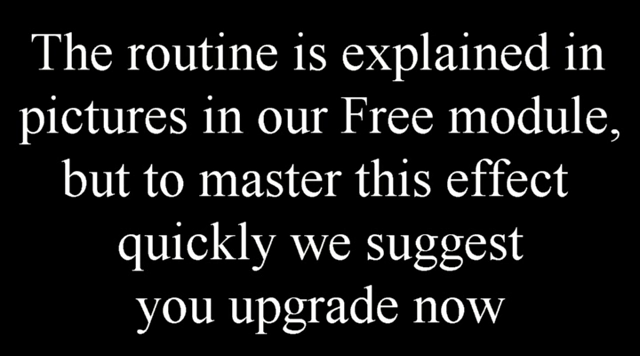 The routine is explained in
pictures in our Free module,
but to master this effect
quickly we suggest
you upgrade now